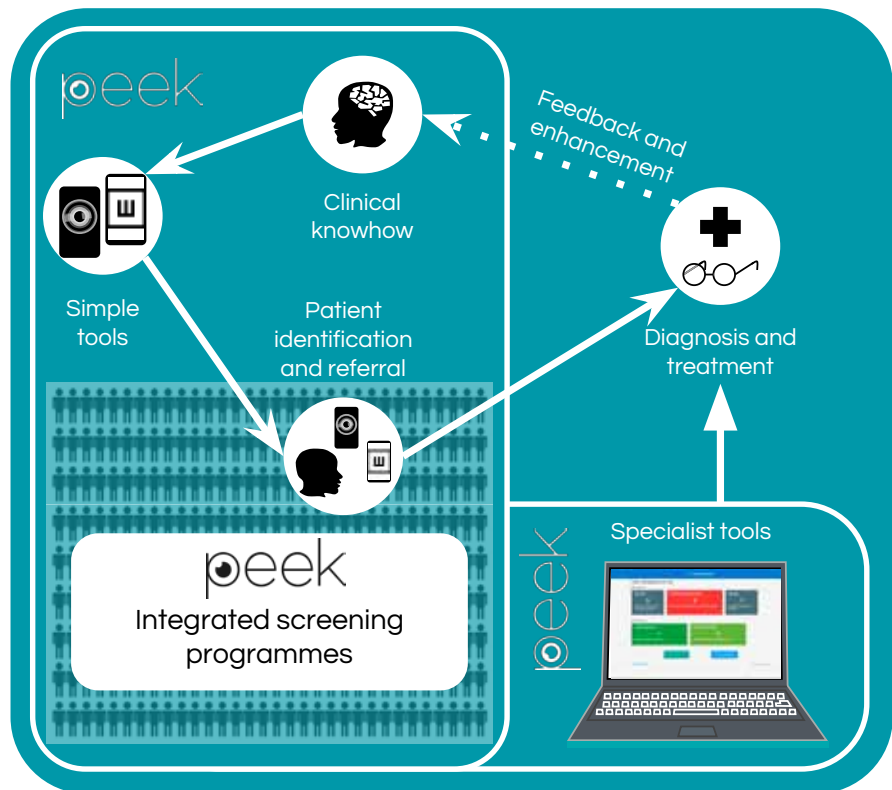 peek
Clinical
knowhow
Feedback and
enhancement
E
Simple
tools
Patient
identification
and referral
Diagnosis and
treatment
E
peek
Integrated screening
programmes
peek
Specialist tools